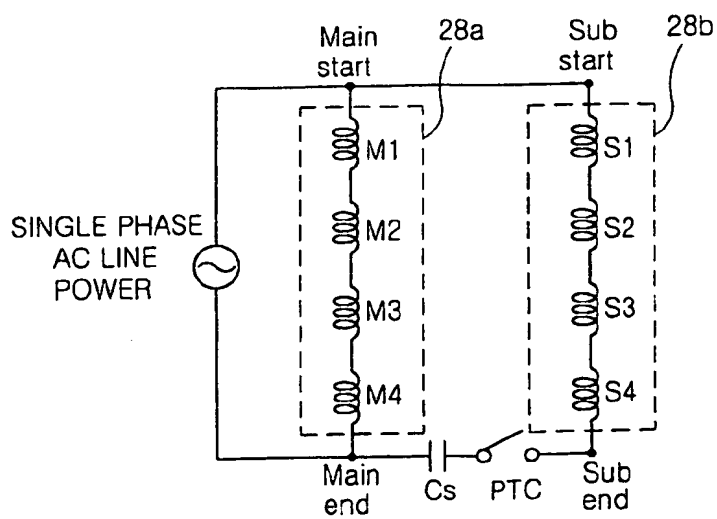 Main
start
28a
Sub
start
28b
M1
S1
SINGLE PHASE
AC LINE
POWER
M2
S2
M3
S3
M4
S4
Main
end
Cs
PTC
Sub
end